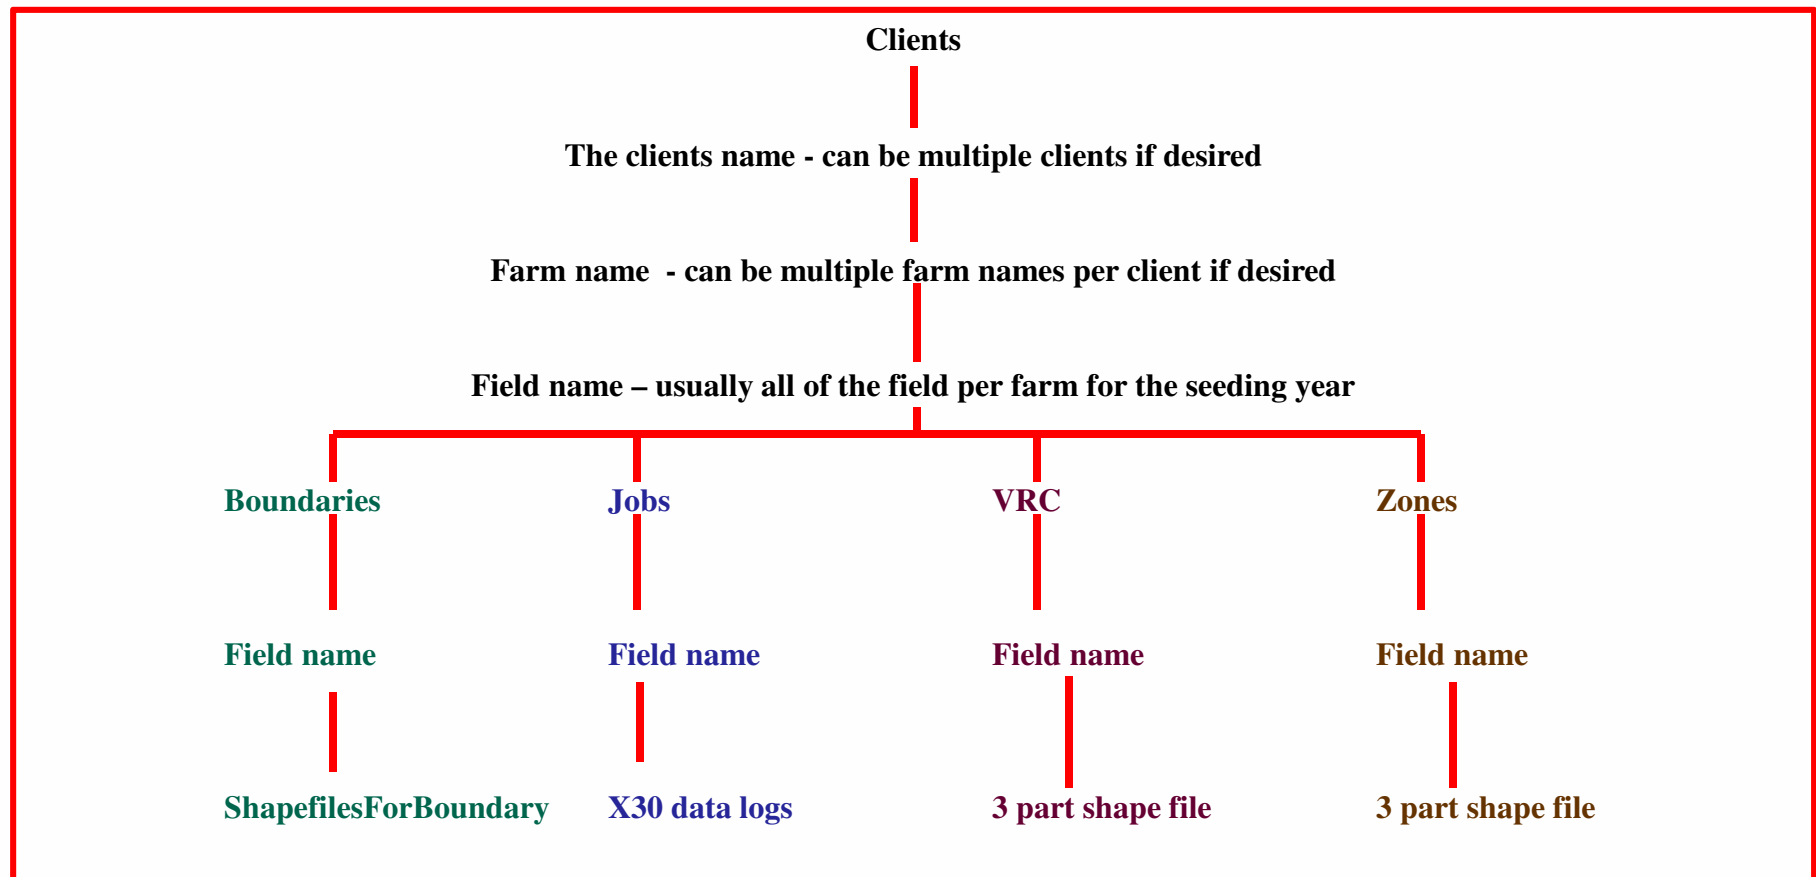 Clients
The clients name - can be multiple clients if desired
Farm name - can be multiple farm names per client if desired
Field name – usually all of the field per farm for the seeding year
Boundaries Jobs VRC Zones
Field name Field name Field name Field name
ShapefilesForBoundary X30 data logs 3 part shape file 3 part shape file